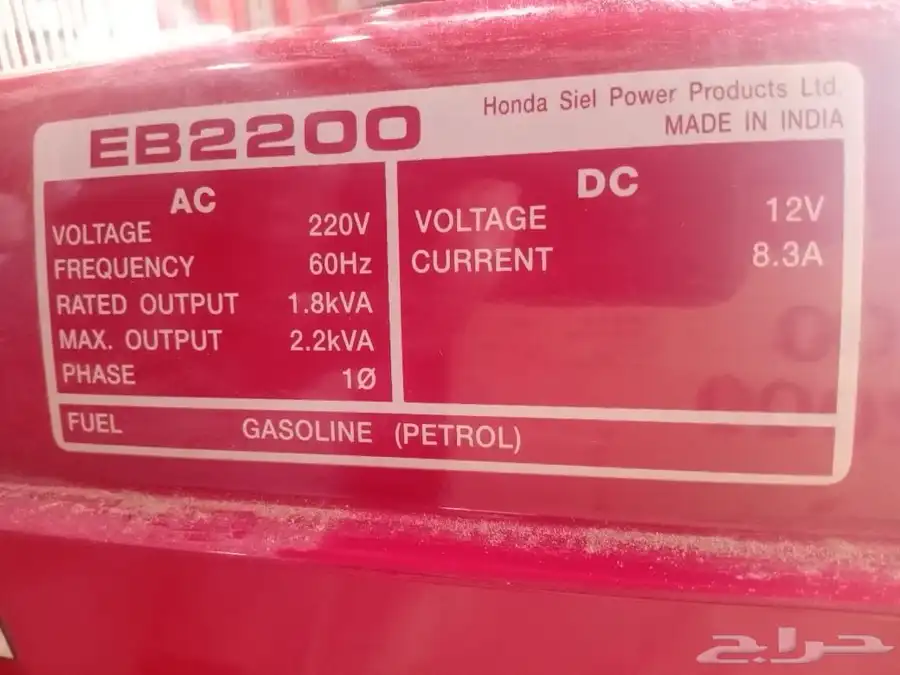 EB2200
Honda Siel Power Products Ltd.
MADE IN INDIA
AC
VOLTAGE 220V
FREQUENCY 60Hz
RATED OUTPUT 1.8kVA
MAX. OUTPUT 2.2kVA
PHASE 1Ø
DC
VOLTAGE 12V
CURRENT 8.3A
FUEL GASOLINE (PETROL)
حراج